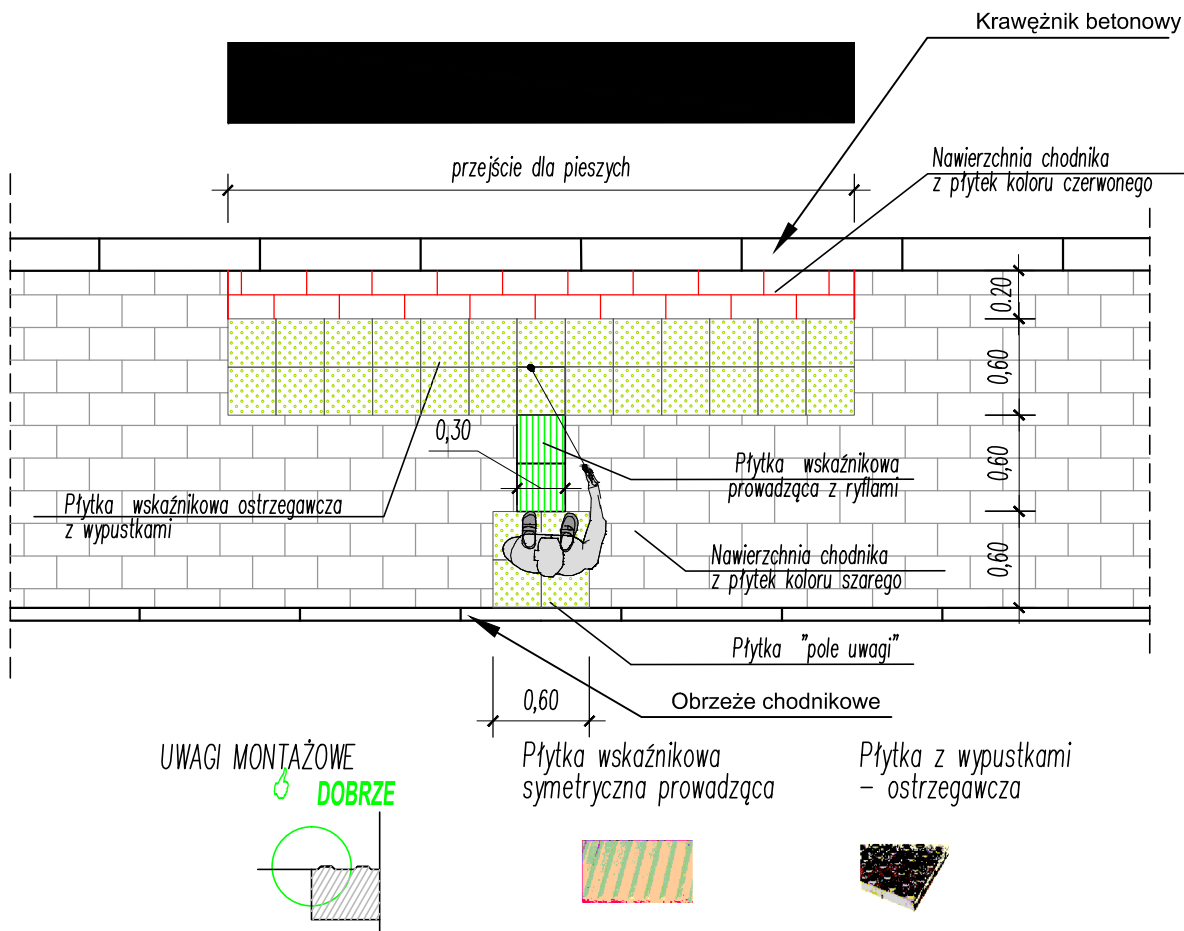 Krawężnik betonowy
przejście dla pieszych
Nawierzchnia chodnika
z płytek koloru czerwonego
0.20
0,60
0,30
0,60
Płytka wskaźnikowa
prowadząca z ryflami
Płytka wskaźnikowa ostrzegawcza
z wypustkami
Nawierzchnia chodnika
z płytek koloru szarego
0,60
Płytka "pole uwagi"
0,60
Obrzeże chodnikowe
UWAGI MONTAŻOWE
DOBRZE
Płytka wskaźnikowa
symetryczna prowadząca
Płytka z wypustkami
– ostrzegawcza